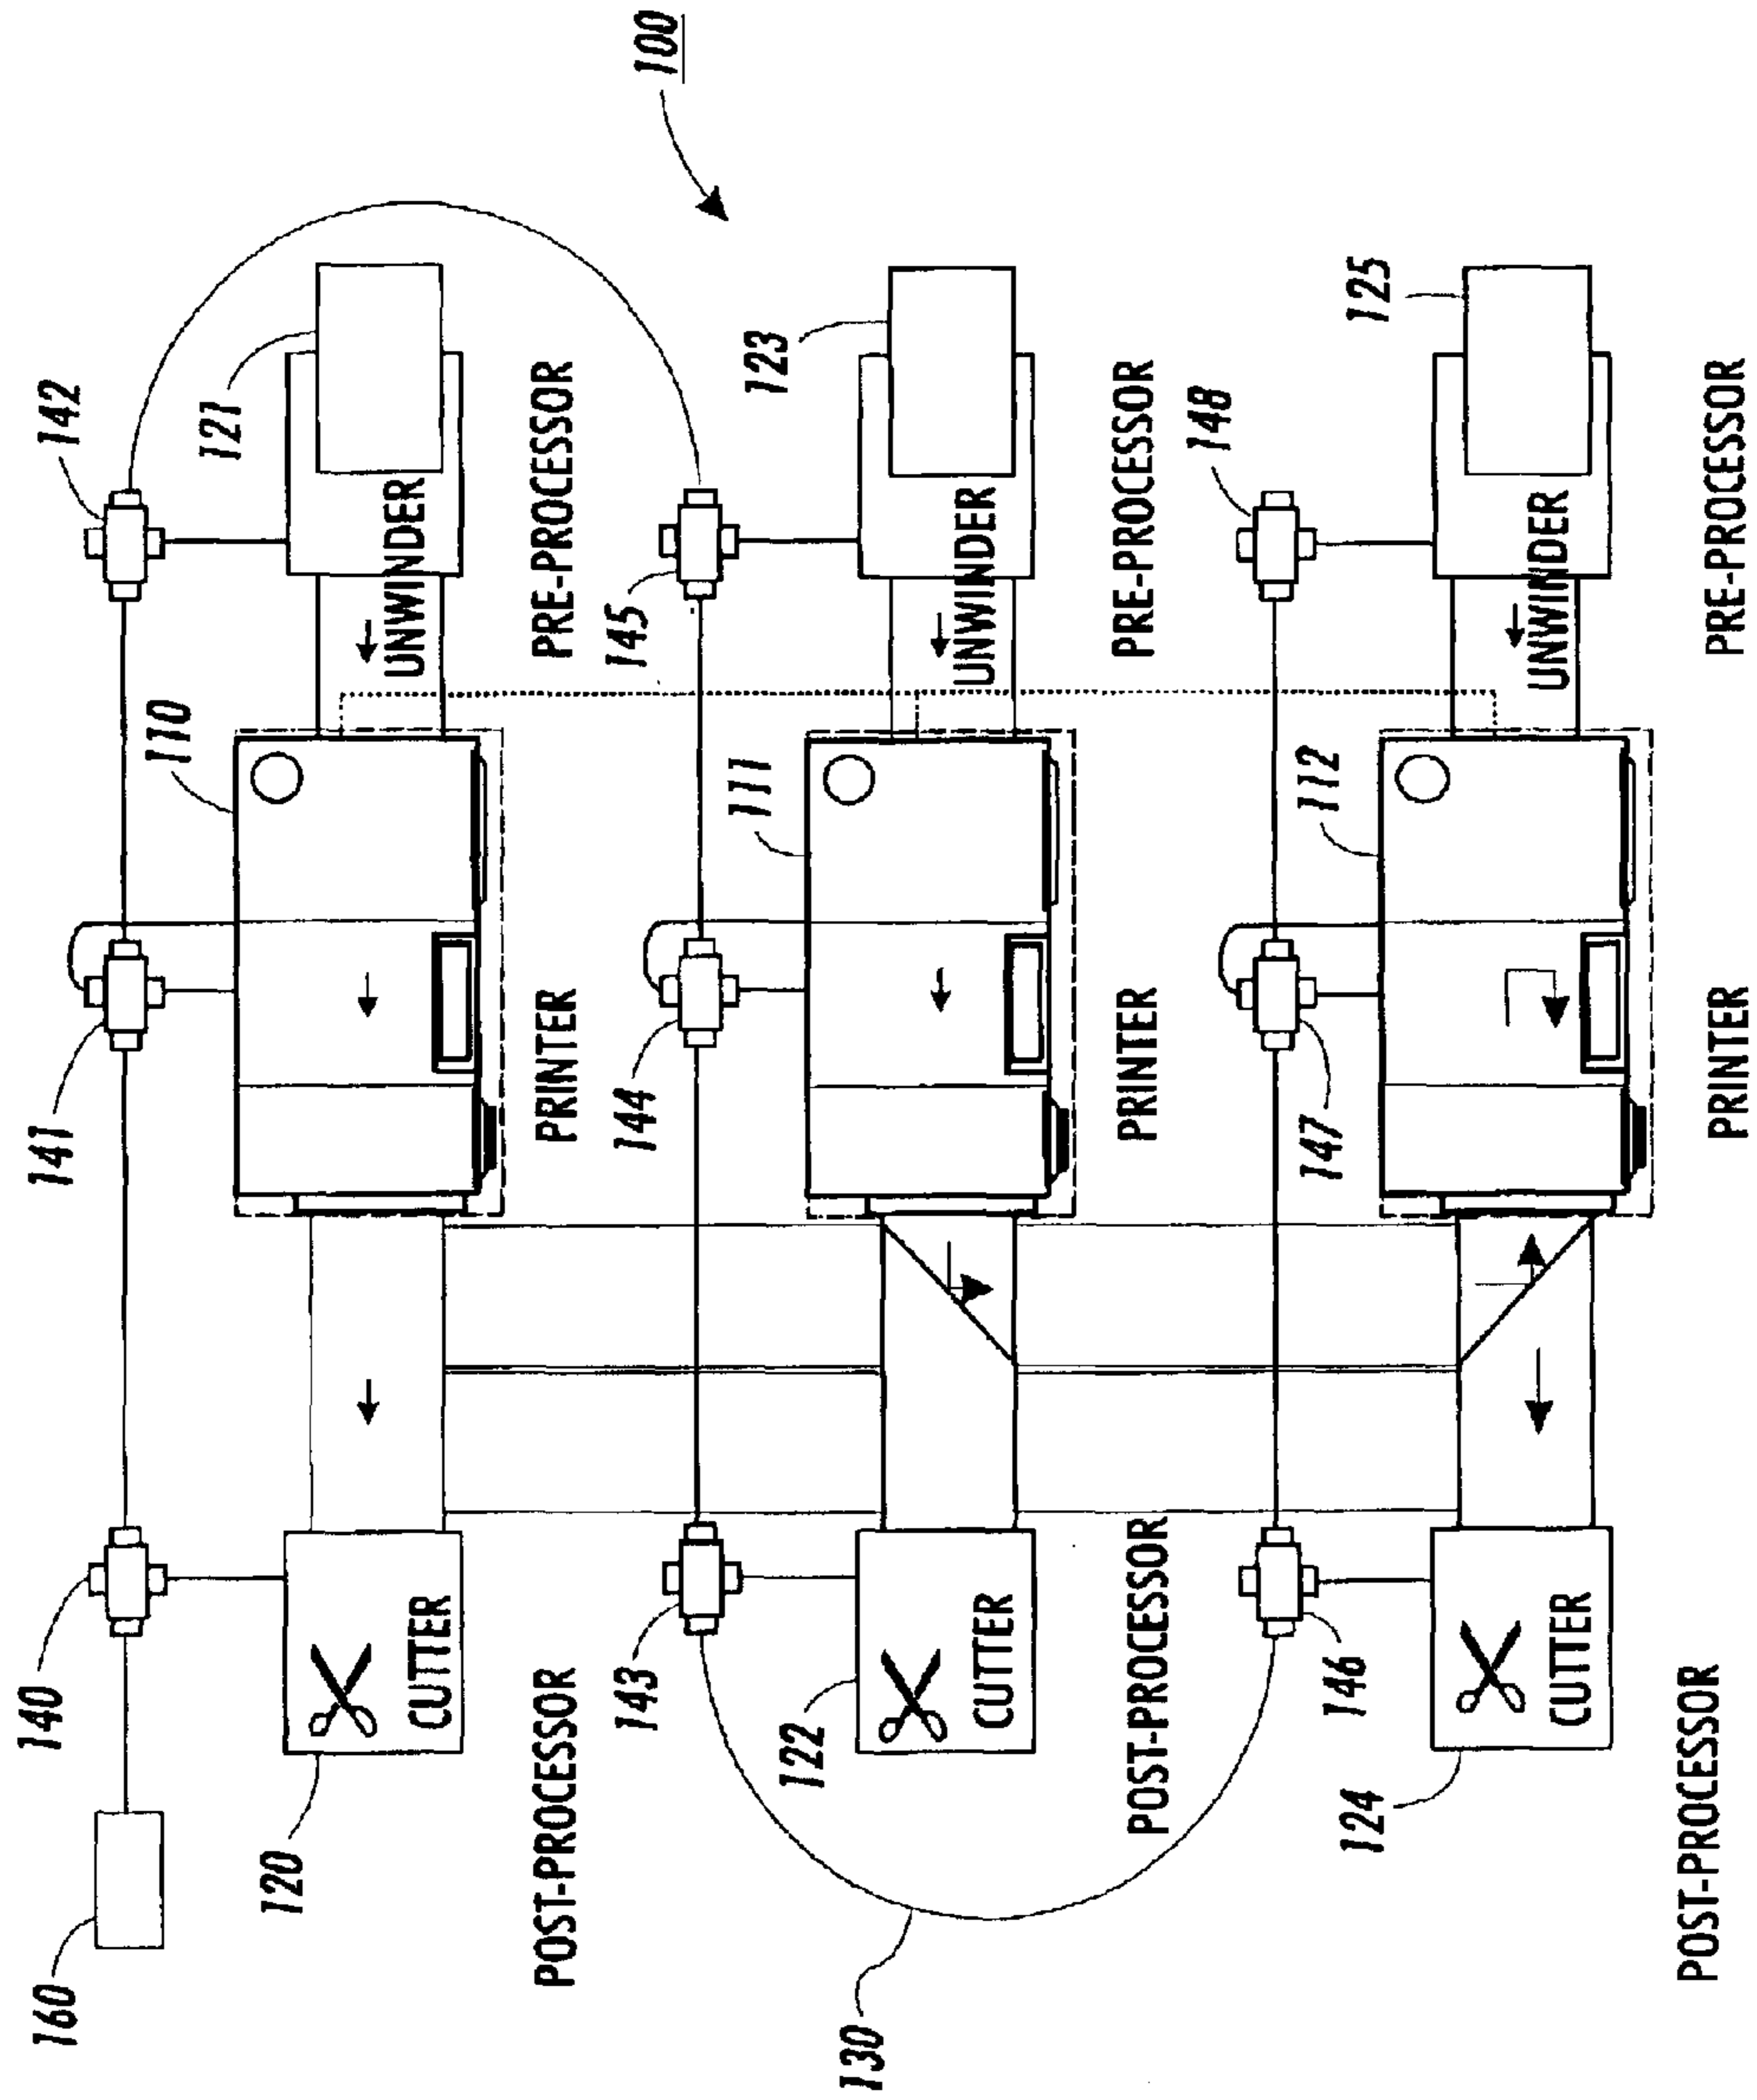 160
140
141
142
110
121
120
CUTTER
UNWINDER
POST-PROCESSOR
PRINTER
PRE-PROCESSOR
143
144
145
100
111
123
130
122
CUTTER
UNWINDER
POST-PROCESSOR
PRINTER
PRE-PROCESSOR
148
146
147
112
124
125
CUTTER
UNWINDER
POST-PROCESSOR
PRINTER
PRE-PROCESSOR